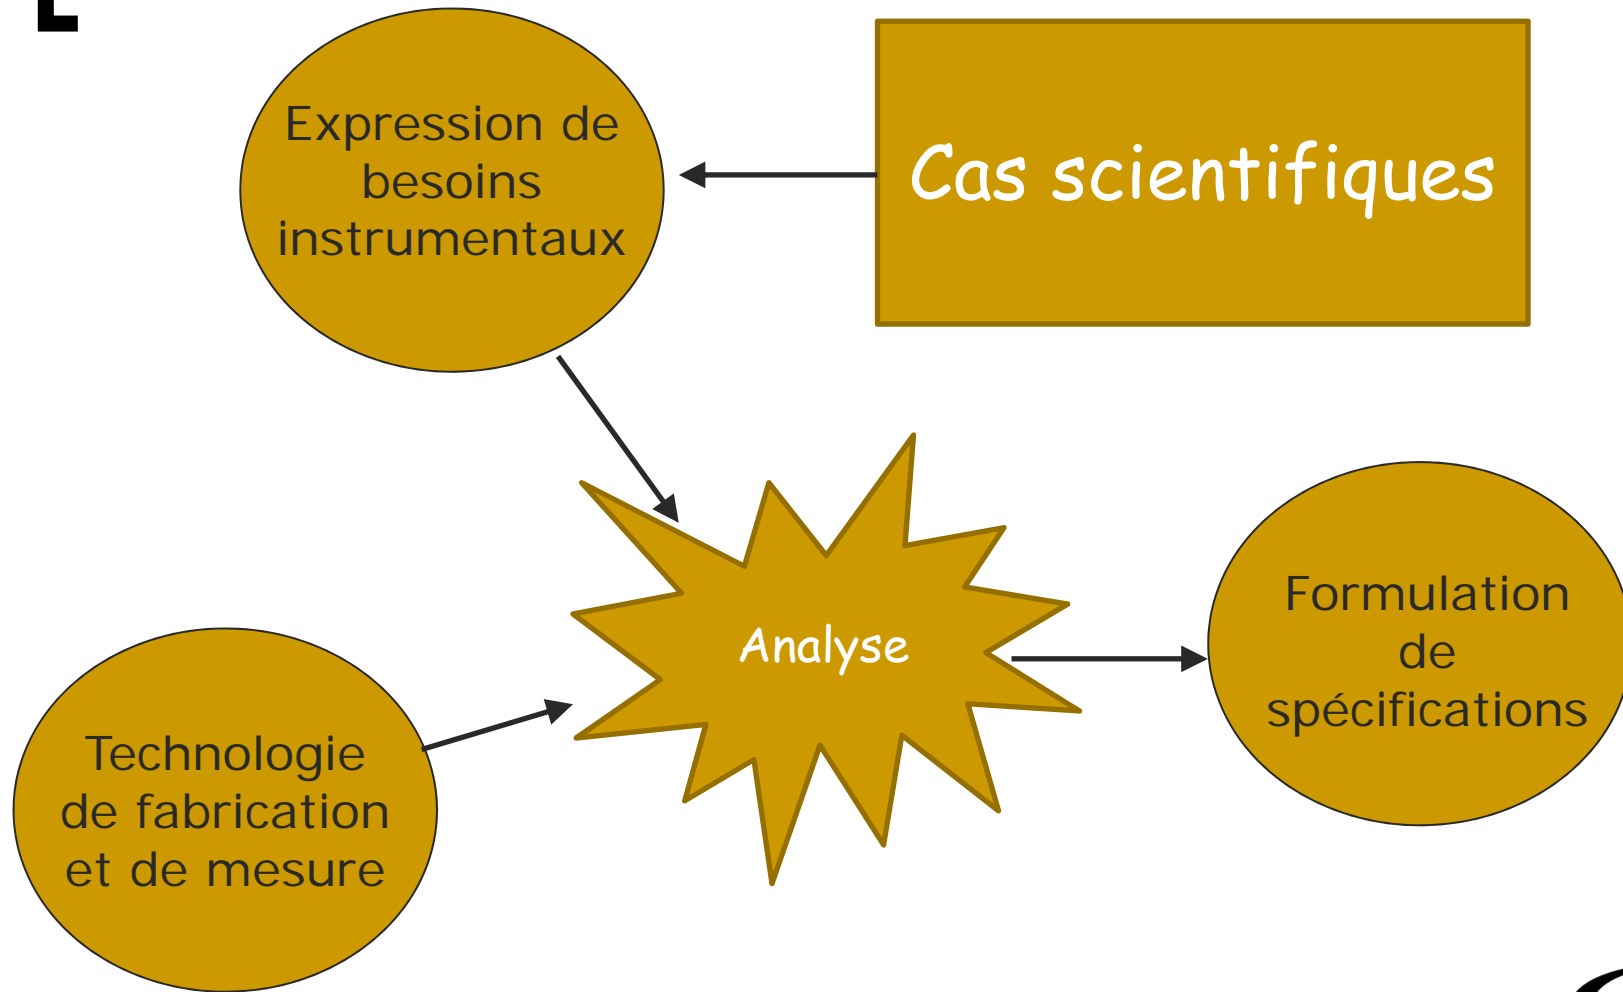 Expression de
besoins
instrumentaux
Cas scientifiques
Analyse
Formulation
de
spécifications
Technologie
de fabrication
et de mesure